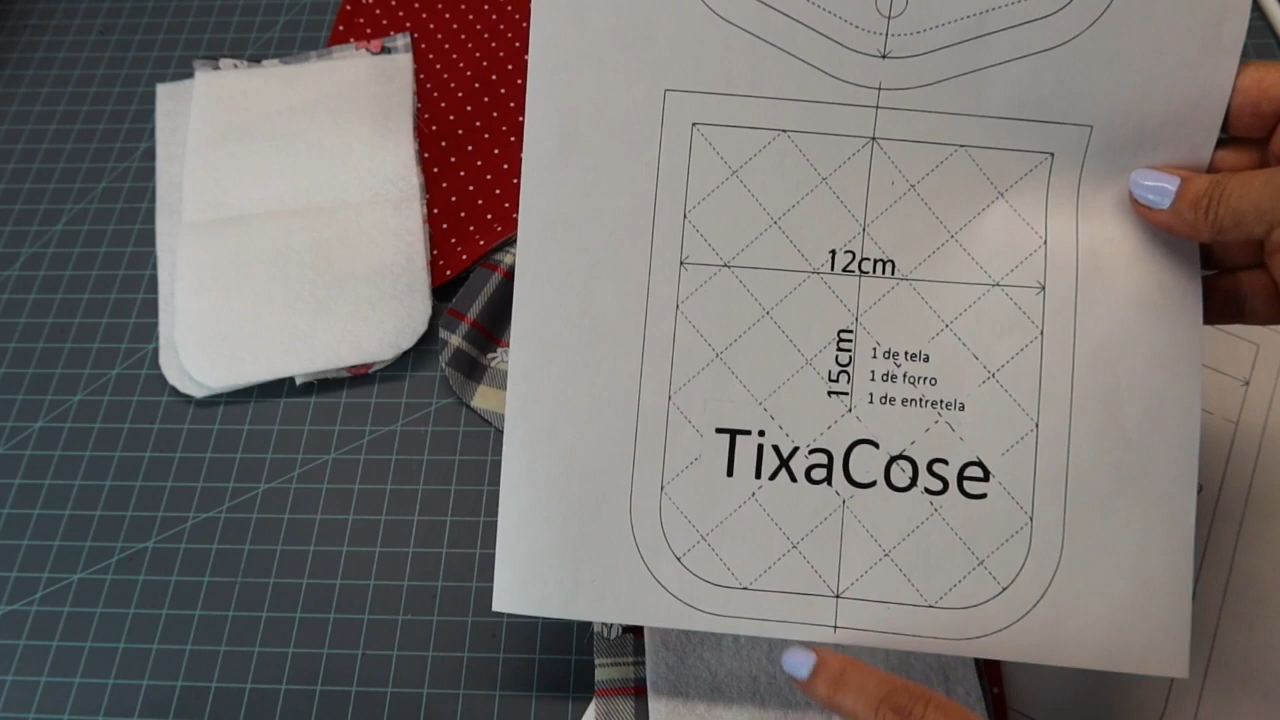 12cm
15cm
1 de tela
1 de forro
1 de entretela
TixaCose